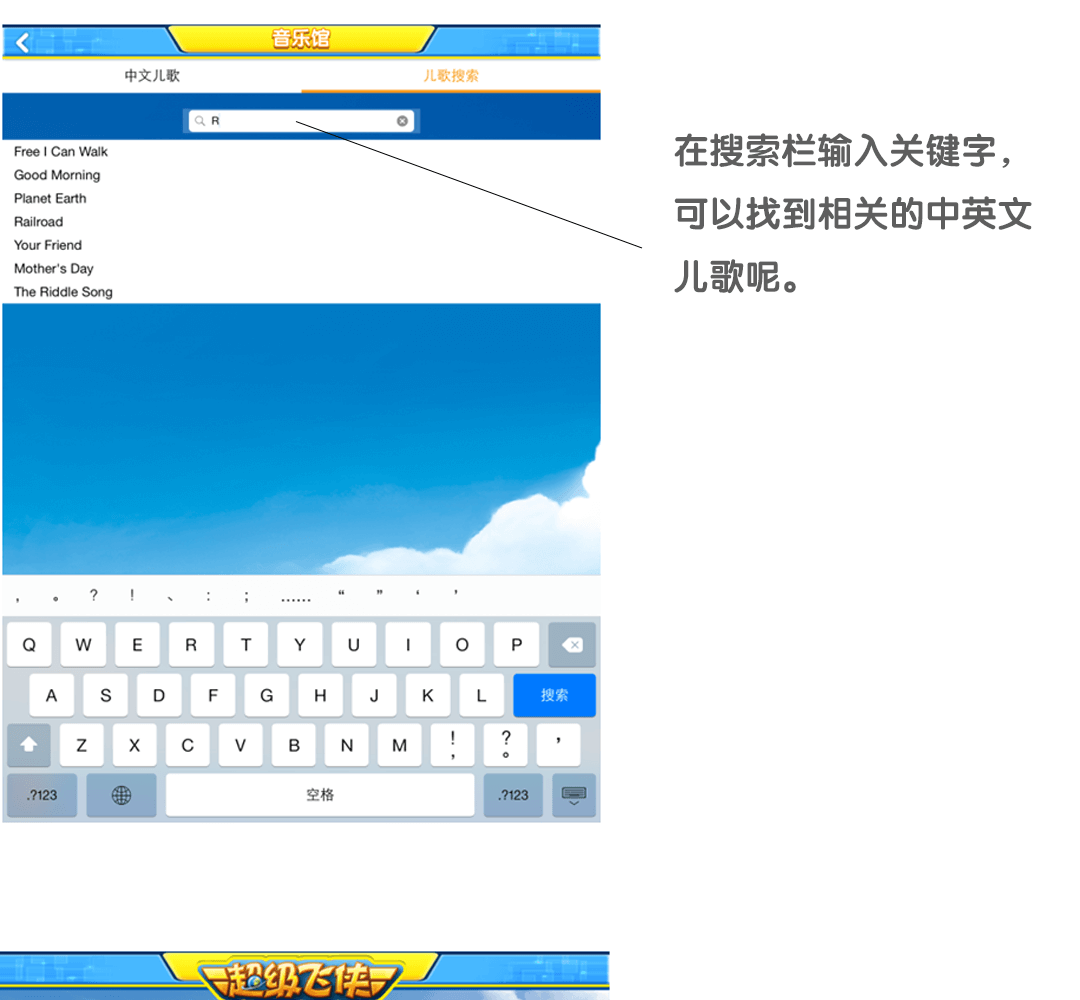 音乐馆
中文儿歌 儿歌搜索
R
Free I Can Walk
Good Morning
Planet Earth
Railroad
Your Friend
Mother's Day
The Riddle Song
在搜索栏输入关键字，
可以找到相关的中英文
儿歌呢。
， 。 ? ! 、 : ; …… “ ” ‘ ’
Q W E R T Y U I O P
A S D F G H J K L 搜索
Z X C V B N M ! , ? 。 ’
.?123 空格 .?123
超级飞侠